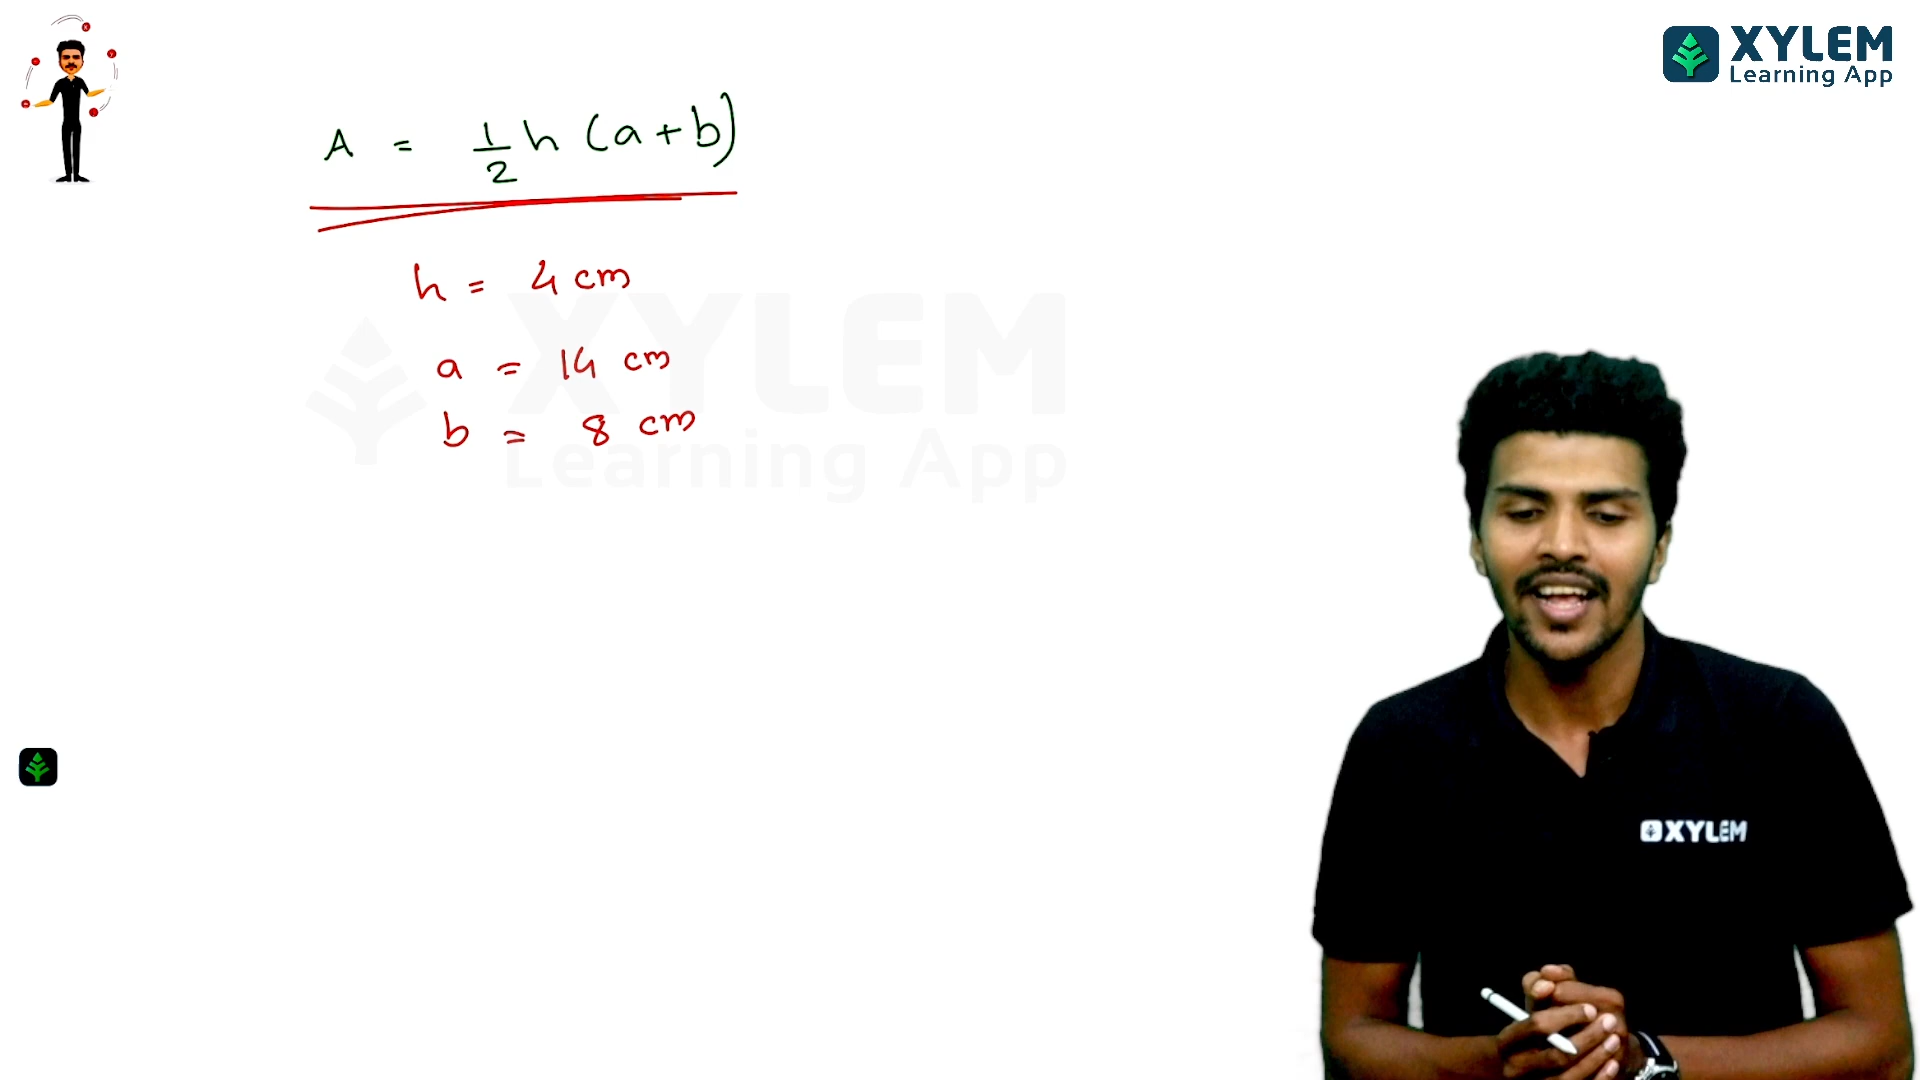 XYLEM
Learning App
A = 1/2 h (a+b)
h = 4 cm
a = 14 cm
b = 8 cm
XYLEM
Learning App
XYLEM